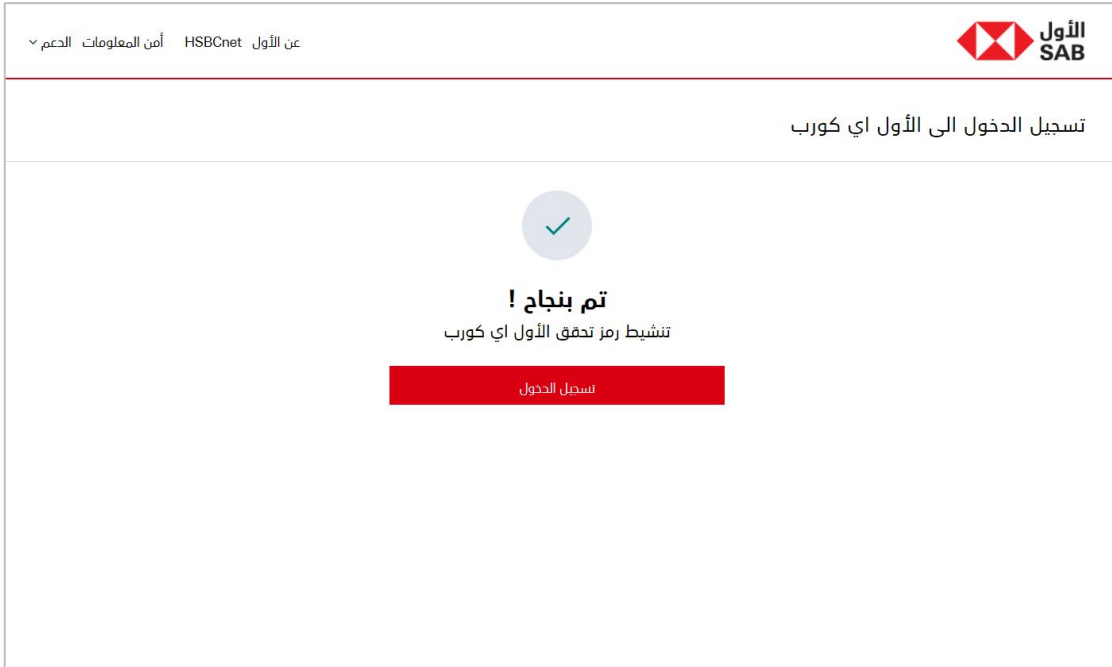 الأول
SAB
عن الأول HSBCnet أمن المعلومات الدعم
تسجيل الدخول الى الأول اي كورب
تم بنجاح !
تنشيط رمز تحقق الأول اي كورب
تسجيل الدخول